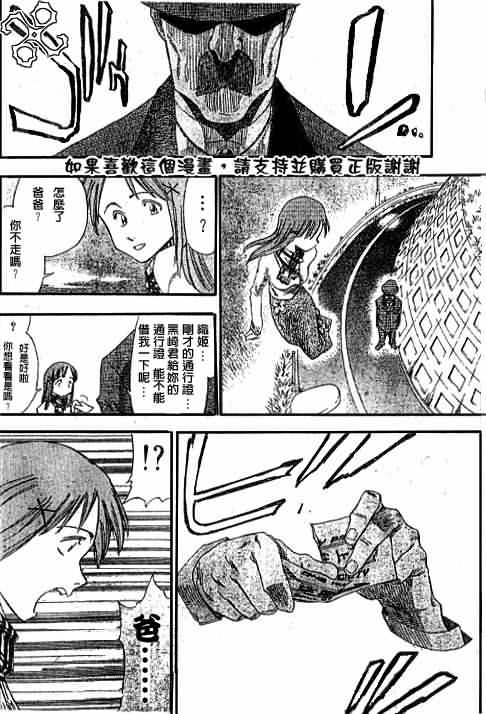 如果喜歡這個漫畫，請支持並購買正版謝謝
…？
怎麼了
爸爸？
你不走嗎？
織姬…
剛才的通行證…
黑崎君給妳的
通行證 能不能
借我一下呢…
？
好是好啦
你想看看是嗎？
!?
爸……